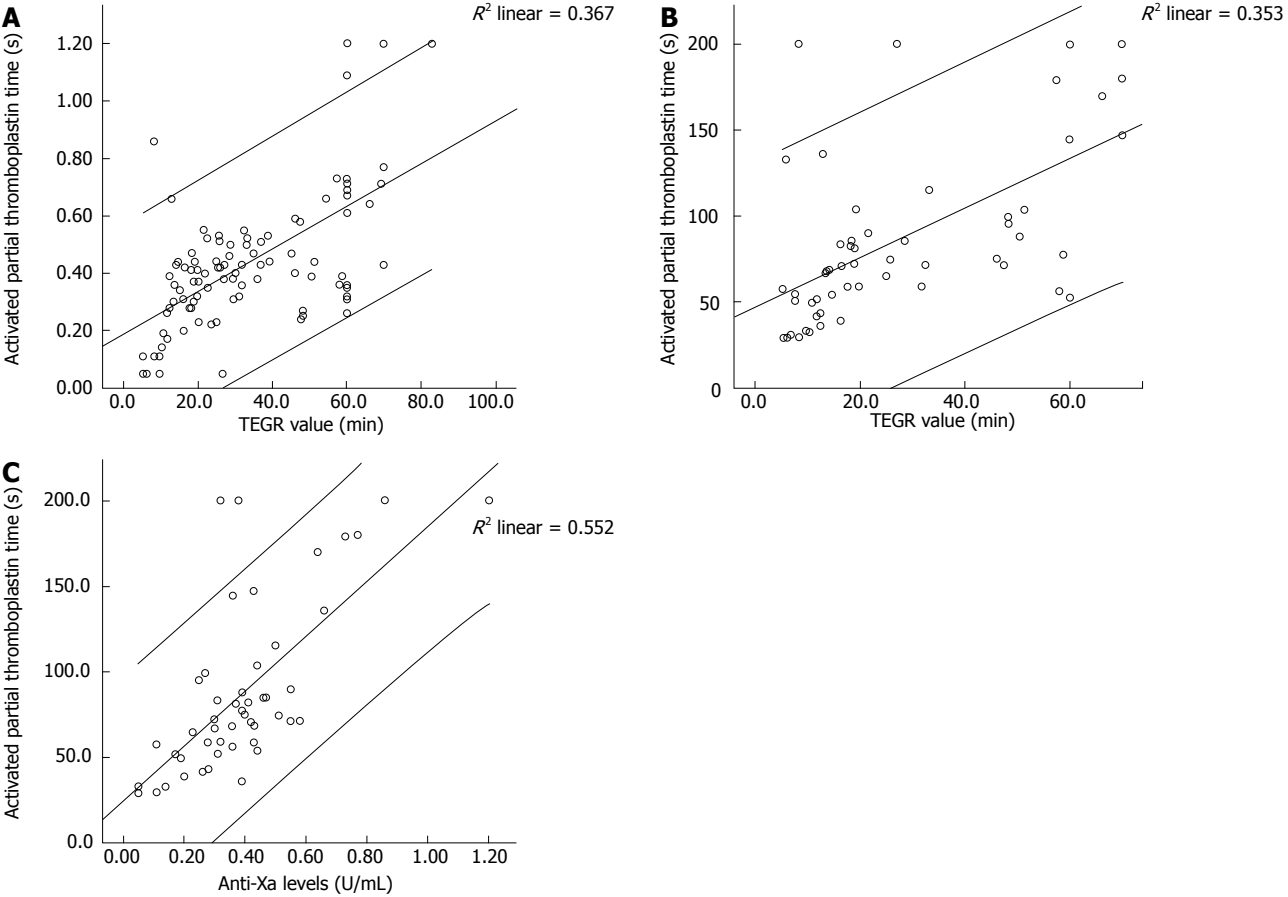 A
R² linear = 0.367
Activated partial thromboplastin time (s)
1.20
1.00
0.80
0.60
0.40
0.20
0.00
0.0 20.0 40.0 60.0 80.0 100.0
TEGR value (min)
B
R² linear = 0.353
Activated partial thromboplastin time (s)
200
150
100
50
0
0.0 20.0 40.0 60.0
TEGR value (min)
C
R² linear = 0.552
Activated partial thromboplastin time (s)
200.0
150.0
100.0
50.0
0.0
0.00 0.20 0.40 0.60 0.80 1.00 1.20
Anti-Xa levels (U/mL)